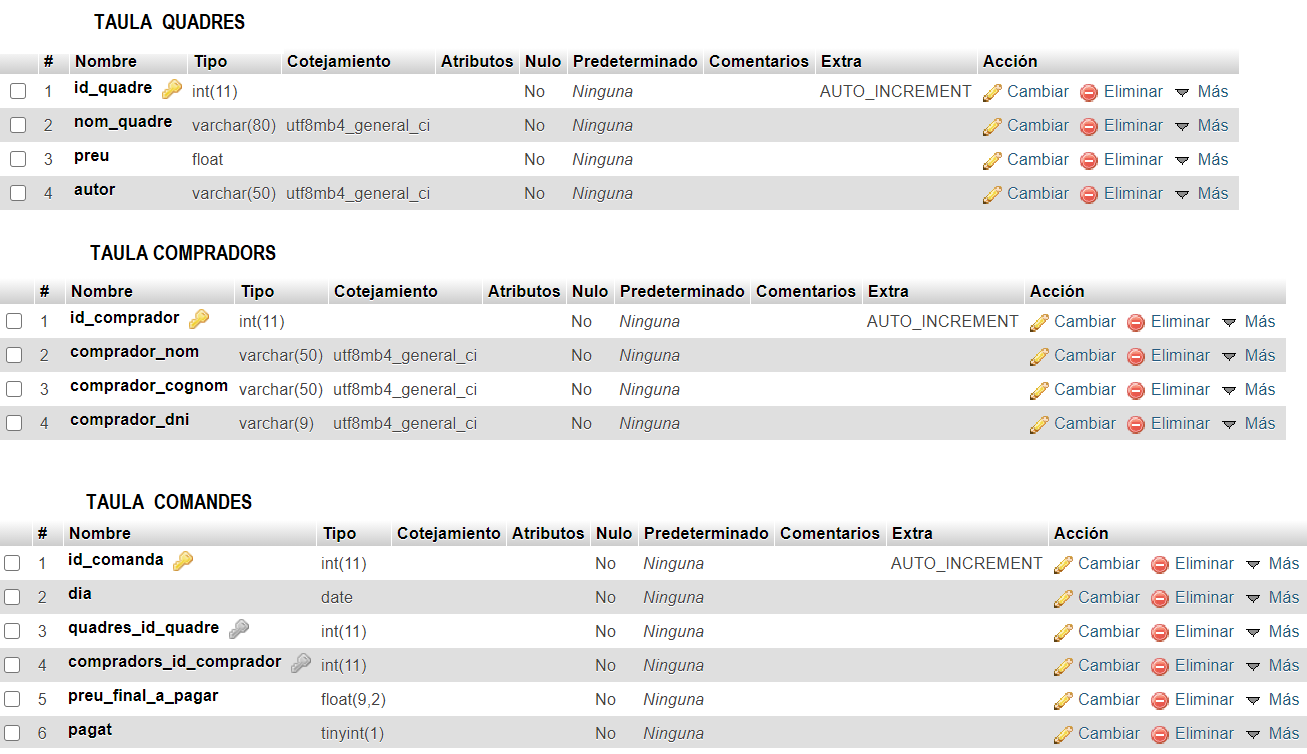 TAULA QUADRES
# Nombre Tipo Cotejamiento Atributos Nulo Predeterminado Comentarios Extra Acción
1 id_quadre int(11) No Ninguna AUTO_INCREMENT Cambiar Eliminar Más
2 nom_quadre varchar(80) utf8mb4_general_ci No Ninguna Cambiar Eliminar Más
3 preu float No Ninguna Cambiar Eliminar Más
4 autor varchar(50) utf8mb4_general_ci No Ninguna Cambiar Eliminar Más
TAULA COMPRADORS
# Nombre Tipo Cotejamiento Atributos Nulo Predeterminado Comentarios Extra Acción
1 id_comprador int(11) No Ninguna AUTO_INCREMENT Cambiar Eliminar Más
2 comprador_nom varchar(50) utf8mb4_general_ci No Ninguna Cambiar Eliminar Más
3 comprador_cognom varchar(50) utf8mb4_general_ci No Ninguna Cambiar Eliminar Más
4 comprador_dni varchar(9) utf8mb4_general_ci No Ninguna Cambiar Eliminar Más
TAULA COMANDES
# Nombre Tipo Cotejamiento Atributos Nulo Predeterminado Comentarios Extra Acción
1 id_comanda int(11) No Ninguna AUTO_INCREMENT Cambiar Eliminar Más
2 dia date No Ninguna Cambiar Eliminar Más
3 quadres_id_quadre int(11) No Ninguna Cambiar Eliminar Más
4 compradors_id_comprador int(11) No Ninguna Cambiar Eliminar Más
5 preu_final_a_pagar float(9,2) No Ninguna Cambiar Eliminar Más
6 pagat tinyint(1) No Ninguna Cambiar Eliminar Más